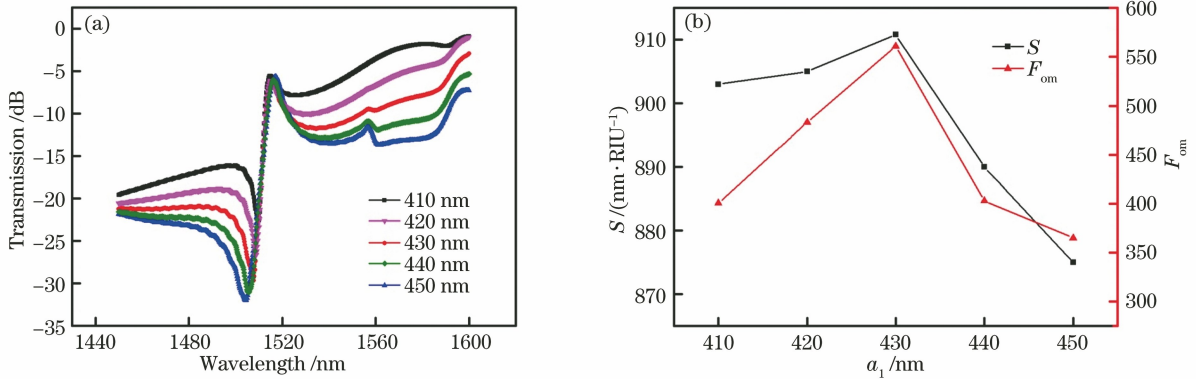 (a)
0
−5
−10
−15
−20
−25
−30
−35
Transmission /dB
1440
1480
1520
1560
1600
Wavelength /nm
410 nm
420 nm
430 nm
440 nm
450 nm
(b)
910
900
890
880
870
S /(nm·RIU⁻¹)
410
420
430
440
450
a₁ /nm
S
Fom
600
550
500
450
400
350
300
Fom